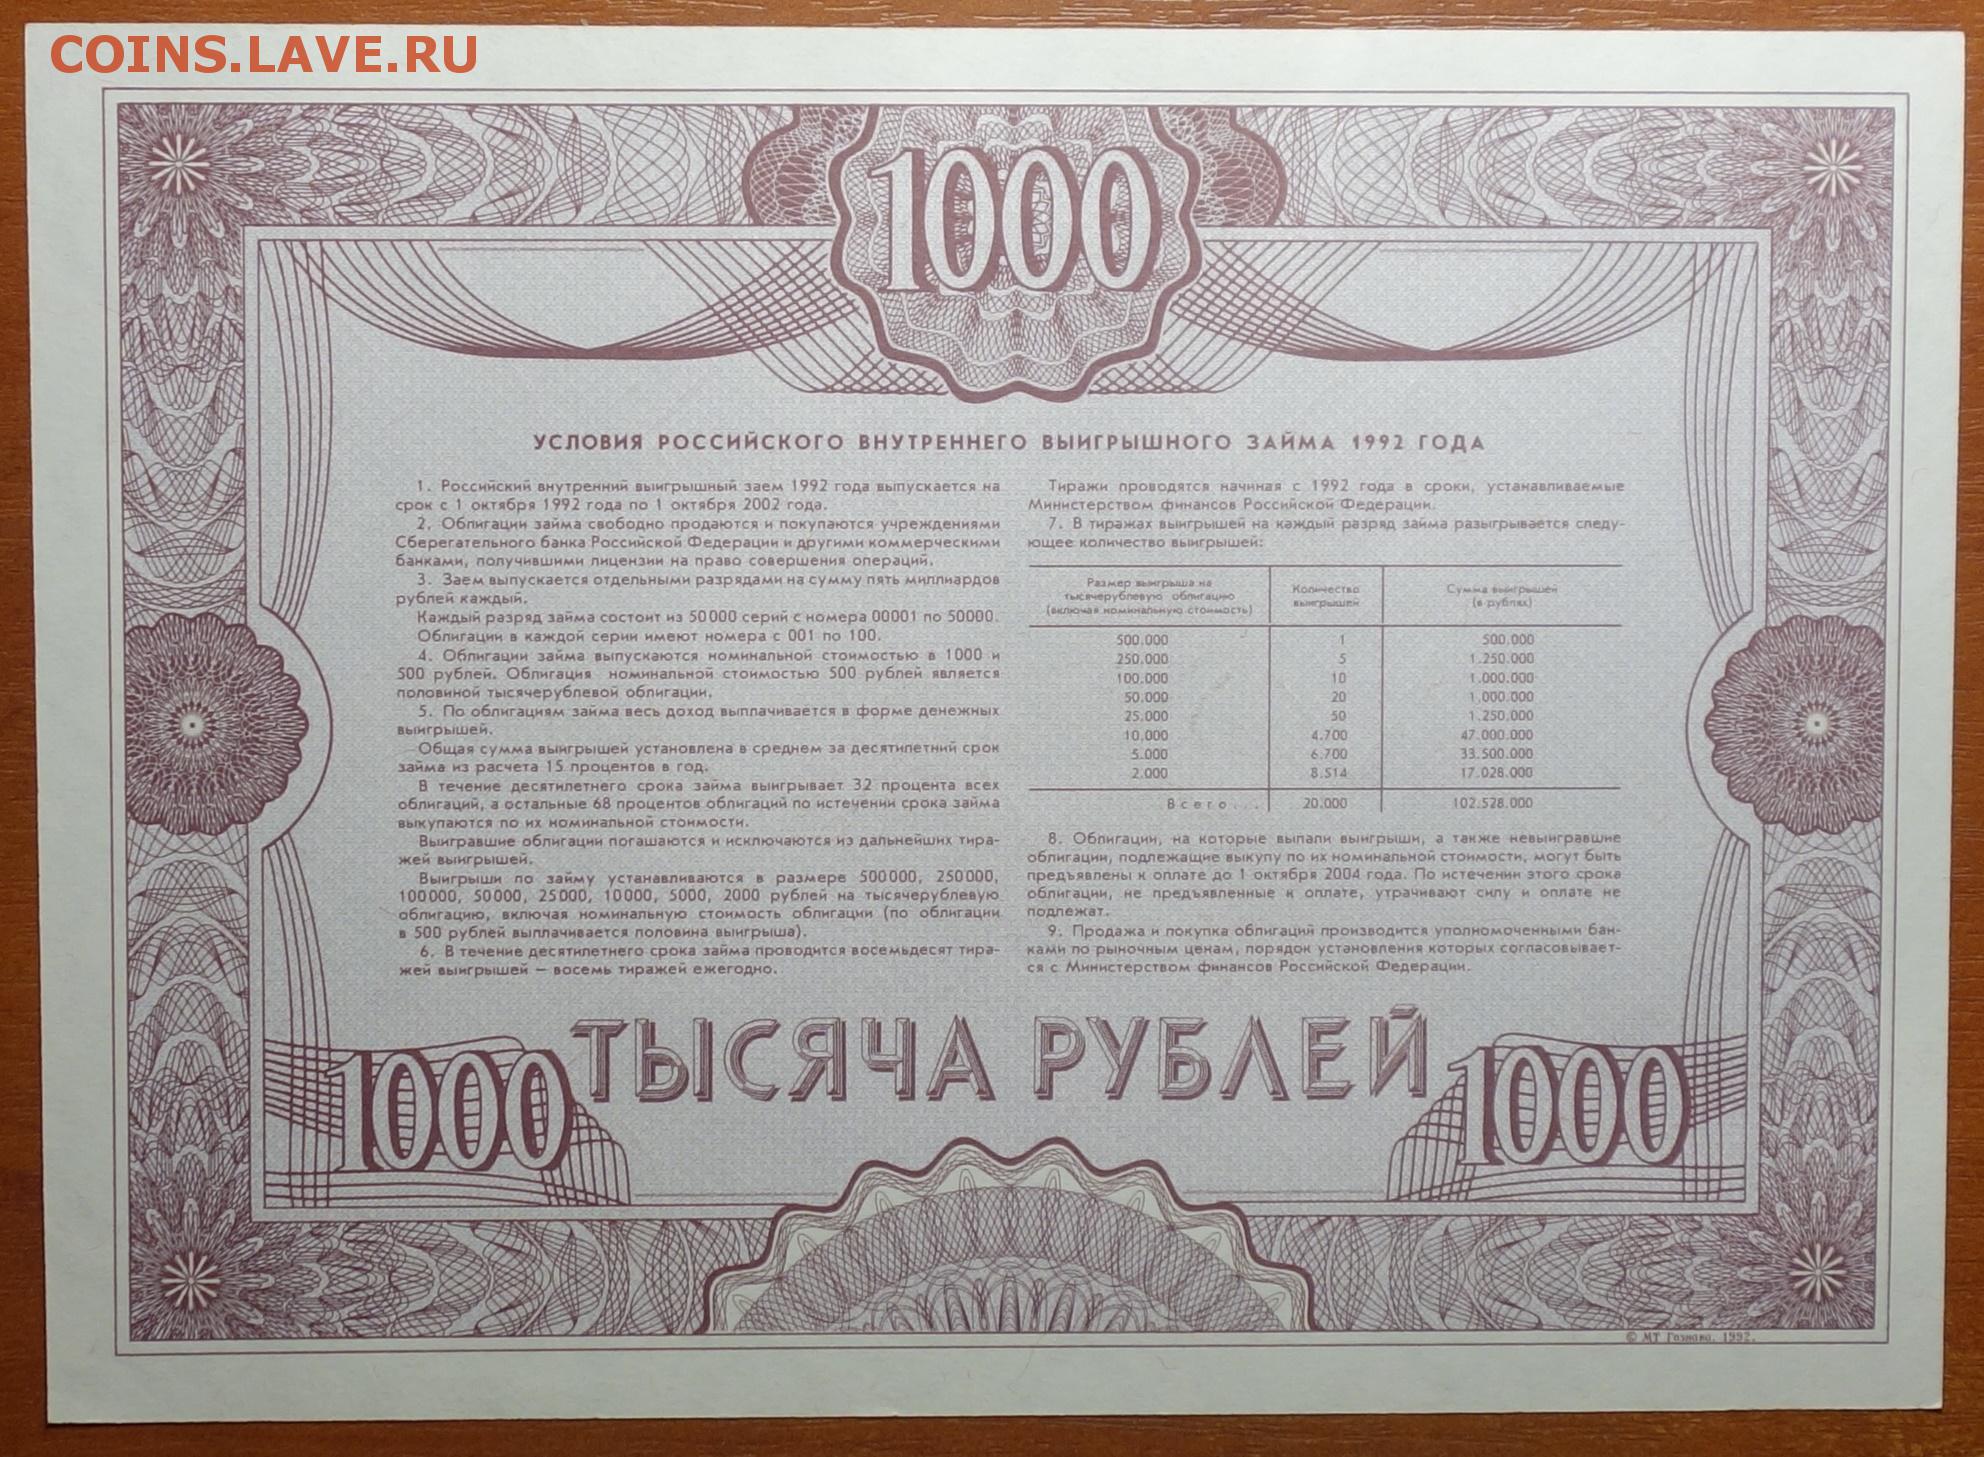 COINS.LAVE.RU
1000
УСЛОВИЯ РОССИЙСКОГО ВНУТРЕННЕГО ВЫИГРЫШНОГО ЗАЙМА 1992 ГОДА
1. Российский внутренний выигрышный заем 1992 года выпускается на
срок с 1 октября 1992 года по 1 октября 2002 года.
2. Облигации займа свободно продаются и покупаются учреждениями
Сберегательного банка Российской Федерации и другими коммерческими
банками, получившими лицензии на право совершения операций.
3. Заем выпускается отдельными разрядами на сумму пять миллиардов
рублей каждый.
Каждый разряд займа состоит из 50000 серий с номера 00001 по 50000.
Облигации в каждой серии имеют номера с 001 по 100.
4. Облигации займа выпускаются номинальной стоимостью в 1000 и
500 рублей. Облигация номинальной стоимостью 500 рублей является
половиной тысячерублевой облигации.
5. По облигациям займа весь доход выплачивается в форме денежных
выигрышей.
Общая сумма выигрышей установлена в среднем за десятилетний срок
займа из расчета 15 процентов в год.
В течение десятилетнего срока займа выигрывает 32 процента всех
облигаций, а остальные 68 процентов облигаций по истечении срока займа
выкупаются по их номинальной стоимости.
Выигравшие облигации погашаются и исключаются из дальнейших тира-
жей выигрышей.
Выигрыши по займу устанавливаются в размере 500000, 250000,
100000, 50000, 25000, 10000, 5000, 2000 рублей на тысячерублевую
облигацию, включая номинальную стоимость облигации (по облигации
в 500 рублей выплачивается половина выигрыша).
6. В течение десятилетнего срока займа проводится восемьдесят тира-
жей выигрышей — восемь тиражей ежегодно.
Тиражи проводятся начиная с 1992 года в сроки, устанавливаемые
Министерством финансов Российской Федерации.
7. В тиражах выигрышей на каждый разряд займа разыгрывается следу-
ющее количество выигрышей:
Размер выигрыша на тысячерублевую облигацию (включая номинальную стоимость) Количество выигрышей Сумма выигрышей (в рублях)
500.000 1 500.000
250.000 5 1.250.000
100.000 10 1.000.000
50.000 20 1.000.000
25.000 50 1.250.000
10.000 4.700 47.000.000
5.000 6.700 33.500.000
2.000 8.514 17.028.000
Всего... 20.000 102.528.000
8. Облигации, на которые выпали выигрыши, а также невыигравшие
облигации, подлежащие выкупу по их номинальной стоимости, могут быть
предъявлены к оплате до 1 октября 2004 года. По истечении этого срока
облигации, не предъявленные к оплате, утрачивают силу и оплате не
подлежат.
9. Продажа и покупка облигаций производится уполномоченными бан-
ками по рыночным ценам, порядок установления которых согласовывает-
ся с Министерством финансов Российской Федерации.
1000 ТЫСЯЧА РУБЛЕЙ 1000
© МТ Гознака. 1992.